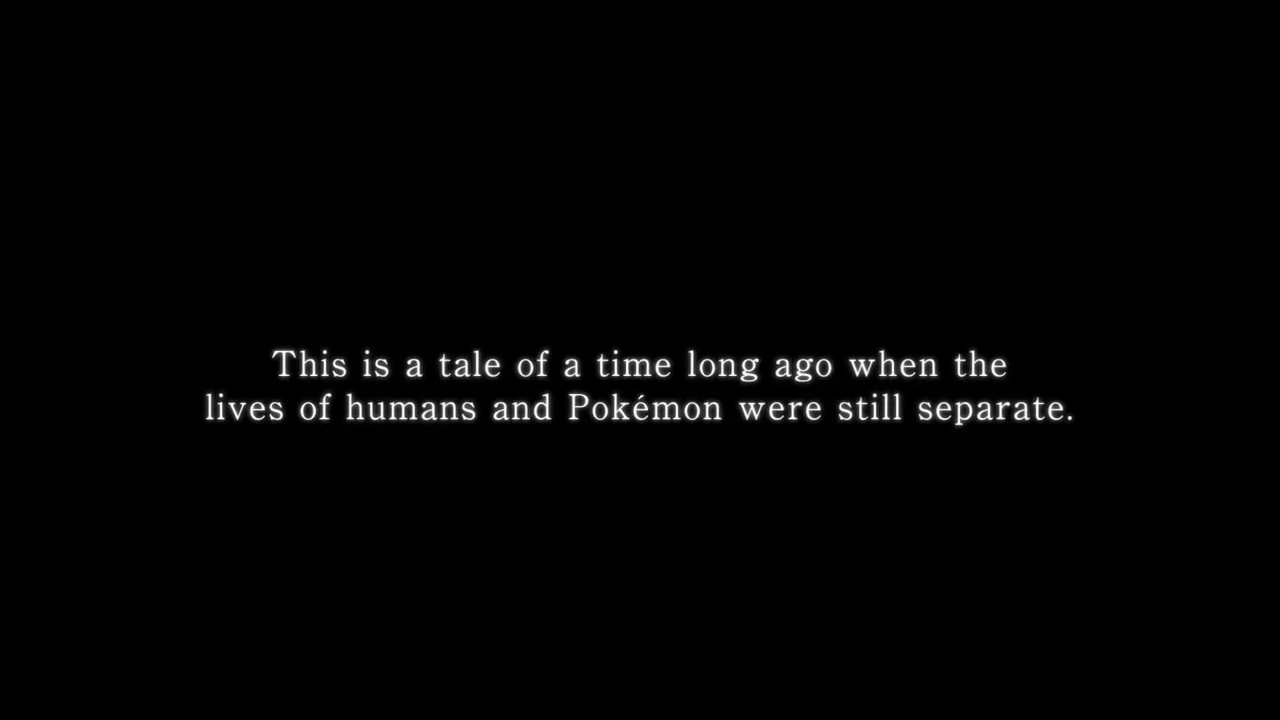 This is a tale of a time long ago when the
lives of humans and Pokémon were still separate.